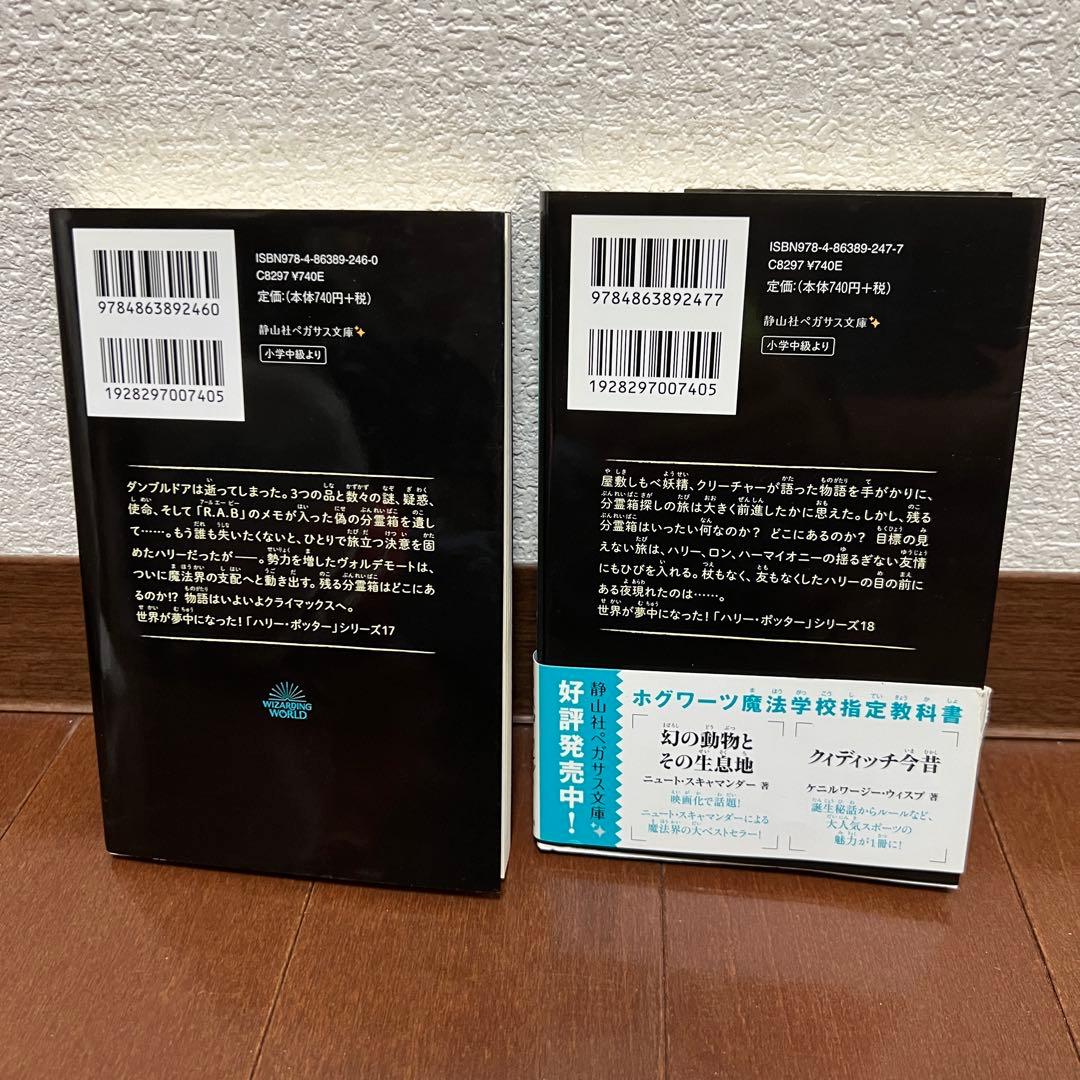 9784863892460
1928297007405
ISBN978-4-86389-246-0
C8297 ¥740E
定価:(本体740円+税)
静山社ペガサス文庫
小学中級より
ダンブルドアは逝ってしまった。3つの品と数々の謎、疑惑、
使命、そして「R.A.B」のメモが入った偽の分霊箱を遺し
て……。もう誰も失いたくないと、ひとりで旅立つ決意を固
めたハリーだったが――。勢力を増したヴォルデモートは、
ついに魔法界の支配へと動き出す。残る分霊箱はどこにあ
るのか!? 物語はいよいよクライマックスへ。
世界が夢中になった!「ハリー・ポッター」シリーズ17
WIZARDING
WORLD
9784863892477
1928297007405
ISBN978-4-86389-247-7
C8297 ¥740E
定価:(本体740円+税)
静山社ペガサス文庫
小学中級より
屋敷しもべ妖精、クリーチャーが語った物語を手がかりに、
分霊箱探しの旅は大きく前進したかに思えた。しかし、残る
分霊箱はいったい何なのか? どこにあるのか? 目標の見
えない旅は、ハリー、ロン、ハーマイオニーの揺るぎない友情
にもひびを入れる。杖もなく、友もなくしたハリーの目の前に
ある夜現れたのは……。
世界が夢中になった!「ハリー・ポッター」シリーズ18
静山社ペガサス文庫
好評発売中!
ホグワーツ魔法学校指定教科書
幻の動物と
その生息地
ニュート・スキャマンダー 著
映画化で話題!
ニュート・スキャマンダーによる
魔法界の大ベストセラー!
クィディッチ今昔
ケニルワージー・ウィスプ 著
誕生秘話からルールなど、
大人気スポーツの
魅力が1冊に!